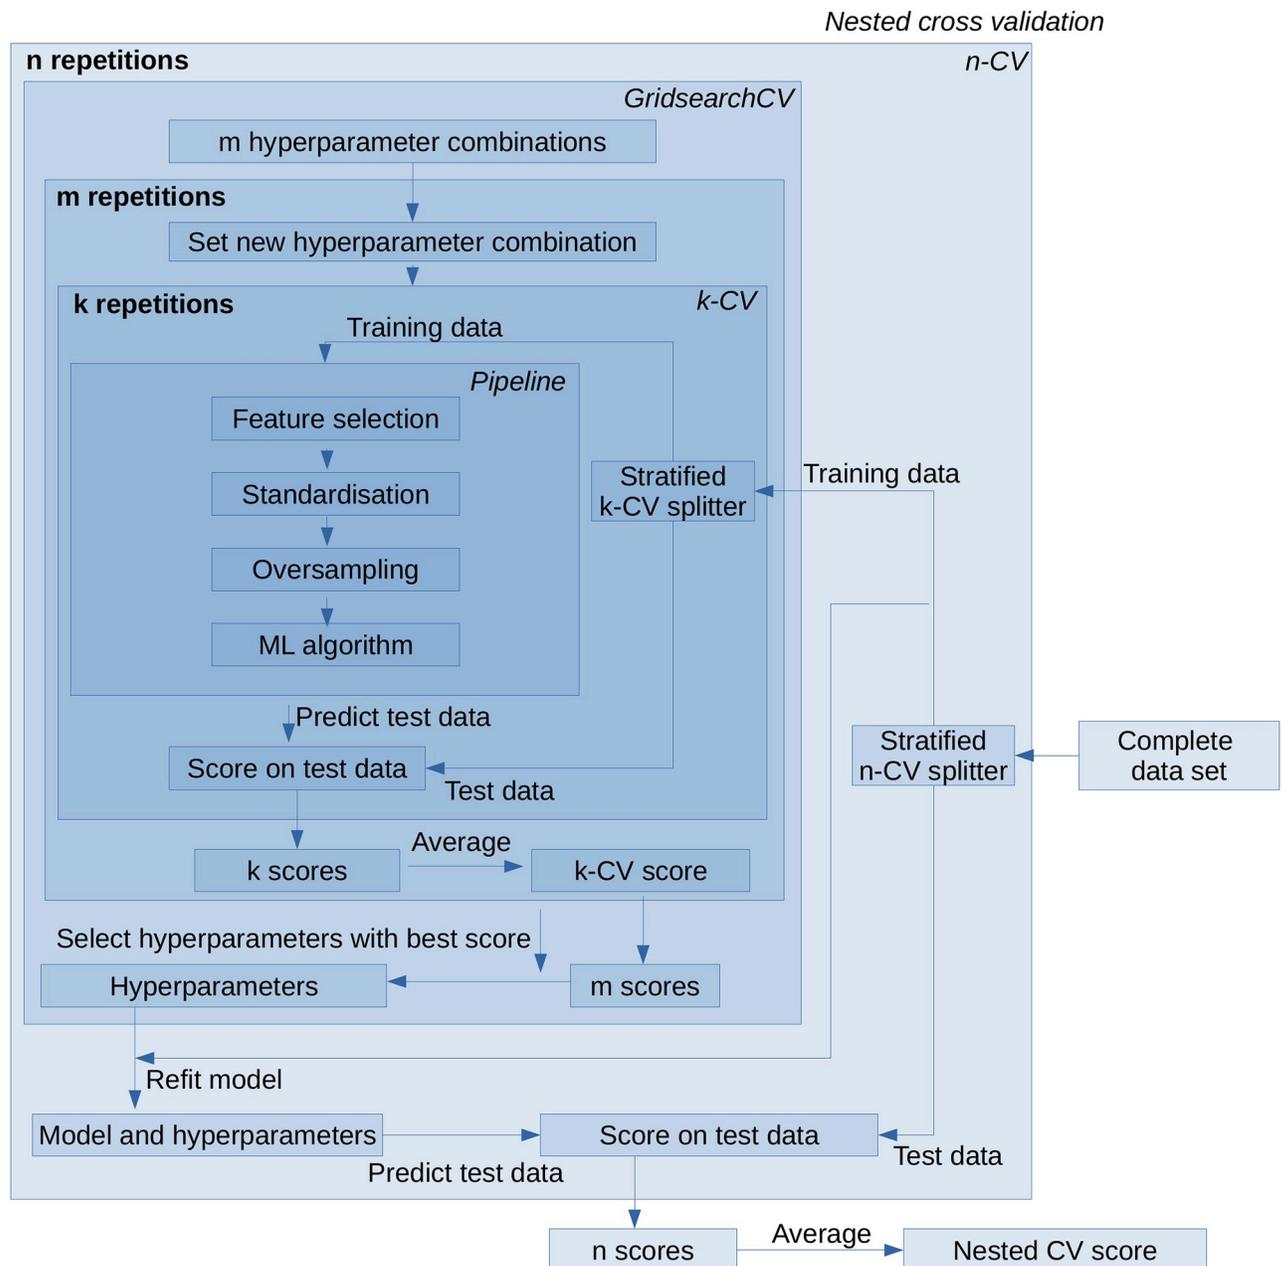 Nested cross validation
n repetitions
n-CV
GridsearchCV
m hyperparameter combinations
m repetitions
Set new hyperparameter combination
k repetitions
k-CV
Training data
Pipeline
Feature selection
Standardisation
Oversampling
ML algorithm
Stratified
k-CV splitter
Training data
Predict test data
Score on test data
Test data
Stratified
n-CV splitter
Complete
data set
k scores
Average
k-CV score
Select hyperparameters with best score
Hyperparameters
m scores
Refit model
Model and hyperparameters
Predict test data
Score on test data
Test data
n scores
Average
Nested CV score